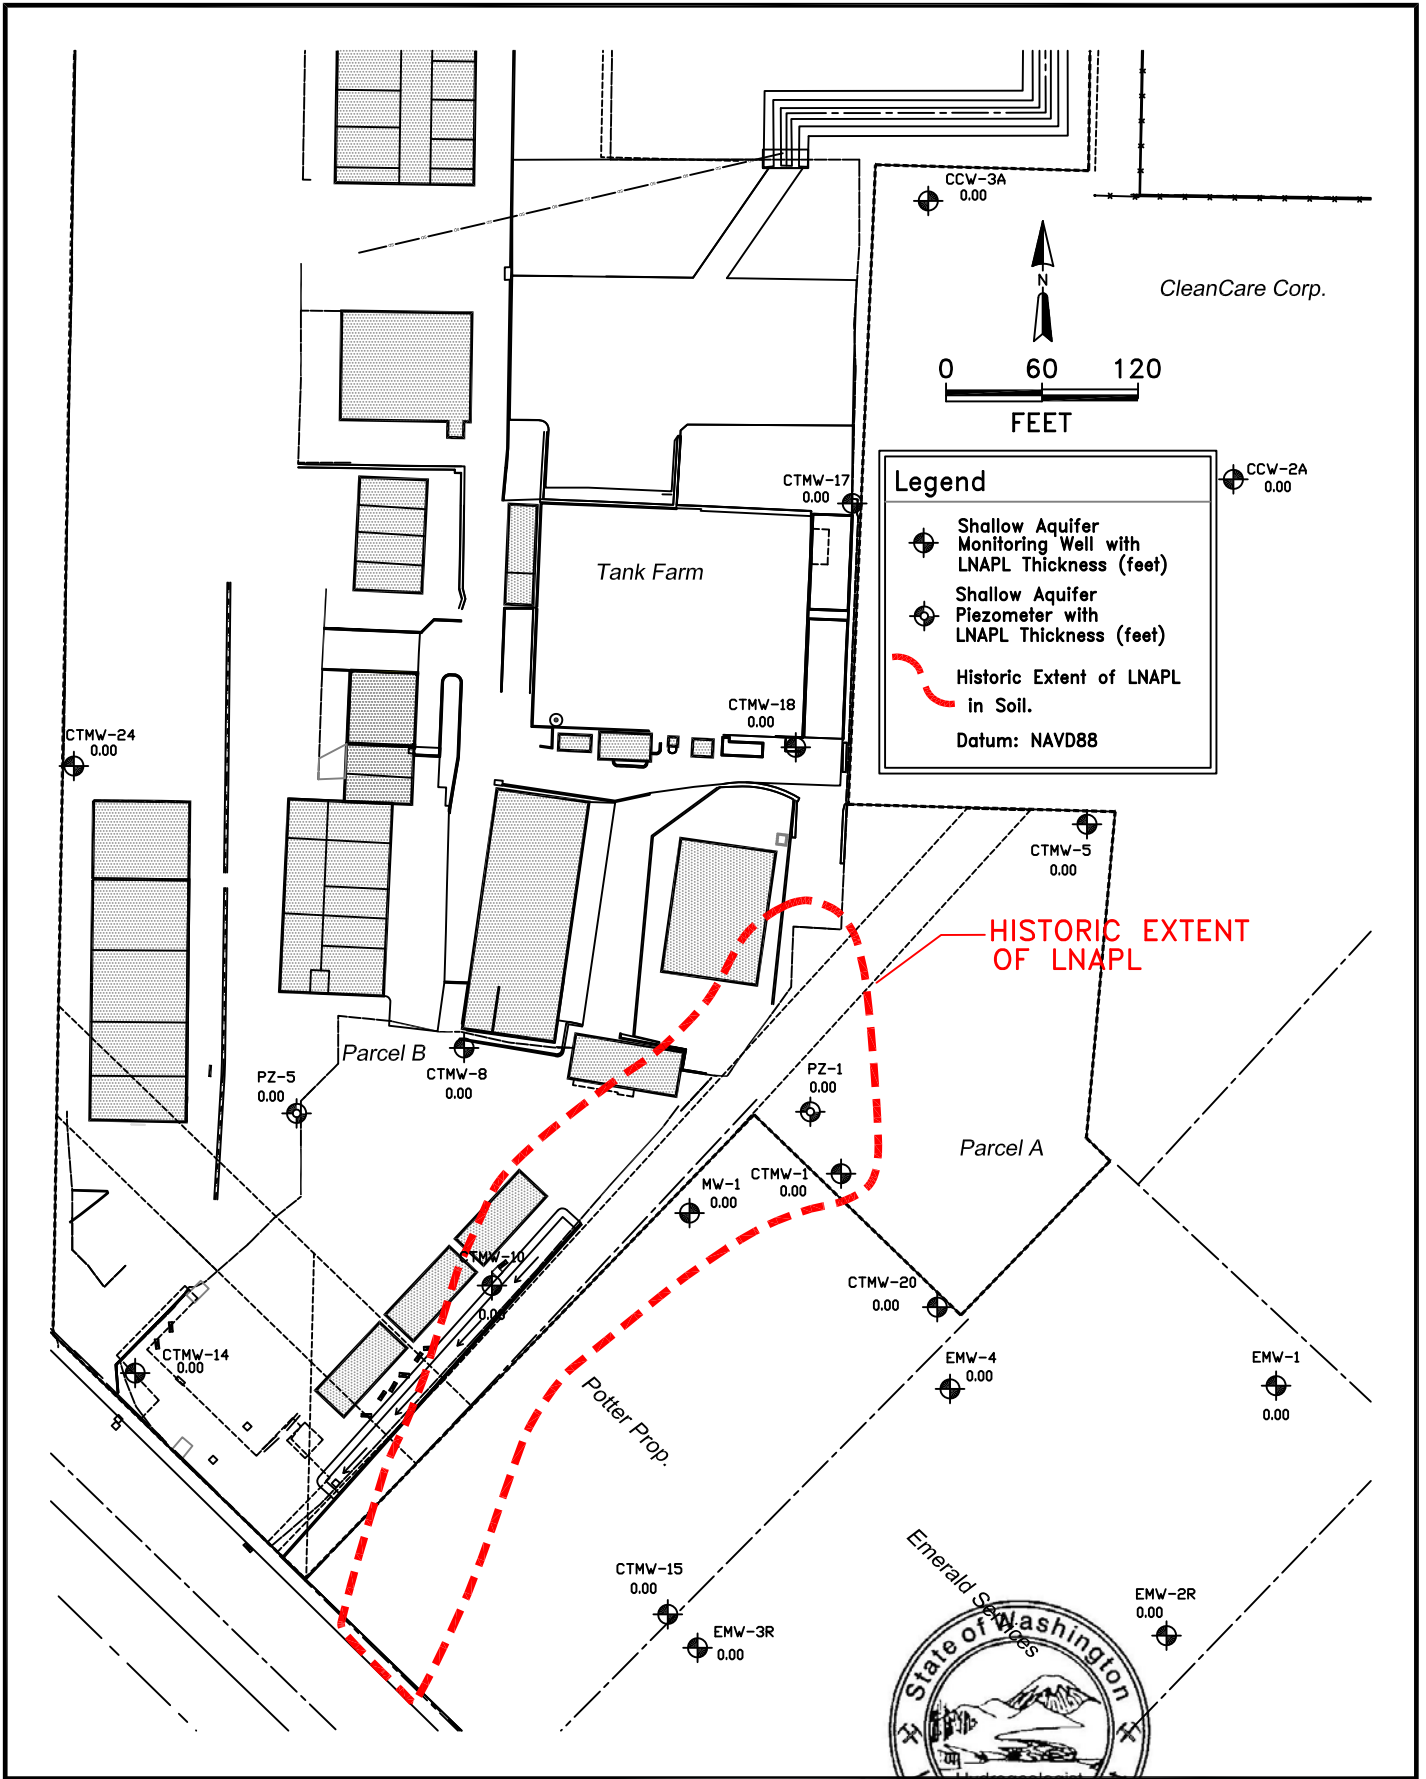 CCW-3A
0.00
N
CleanCare Corp.
0 60 120
FEET
CCW-2A
0.00
CTMW-17
0.00
Legend
Shallow Aquifer
Monitoring Well with
LNAPL Thickness (feet)
Shallow Aquifer
Piezometer with
LNAPL Thickness (feet)
Historic Extent of LNAPL
in Soil.
Datum: NAVD88
Tank Farm
CTMW-18
0.00
CTMW-24
0.00
CTMW-5
0.00
HISTORIC EXTENT
OF LNAPL
Parcel B
CTMW-8
0.00
PZ-5
0.00
PZ-1
0.00
Parcel A
CTMW-1
0.00
MW-1
0.00
CTMW-10
0.00
CTMW-20
0.00
CTMW-14
0.00
EMW-4
0.00
EMW-1
0.00
Potter Prop.
CTMW-15
0.00
EMW-3R
0.00
Emerald Services
EMW-2R
0.00
State of Washington